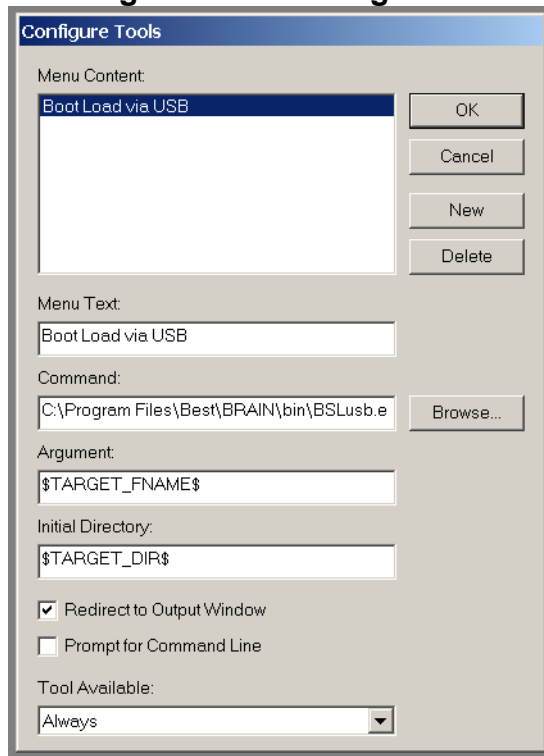 Configure Tools
Menu Content:
Boot Load via USB
OK
Cancel
New
Delete
Menu Text:
Boot Load via USB
Command:
C:\Program Files\Best\BRAIN\bin\BSLusb.e
Browse...
Argument:
$TARGET_FNAME$
Initial Directory:
$TARGET_DIR$
Redirect to Output Window
Prompt for Command Line
Tool Available:
Always